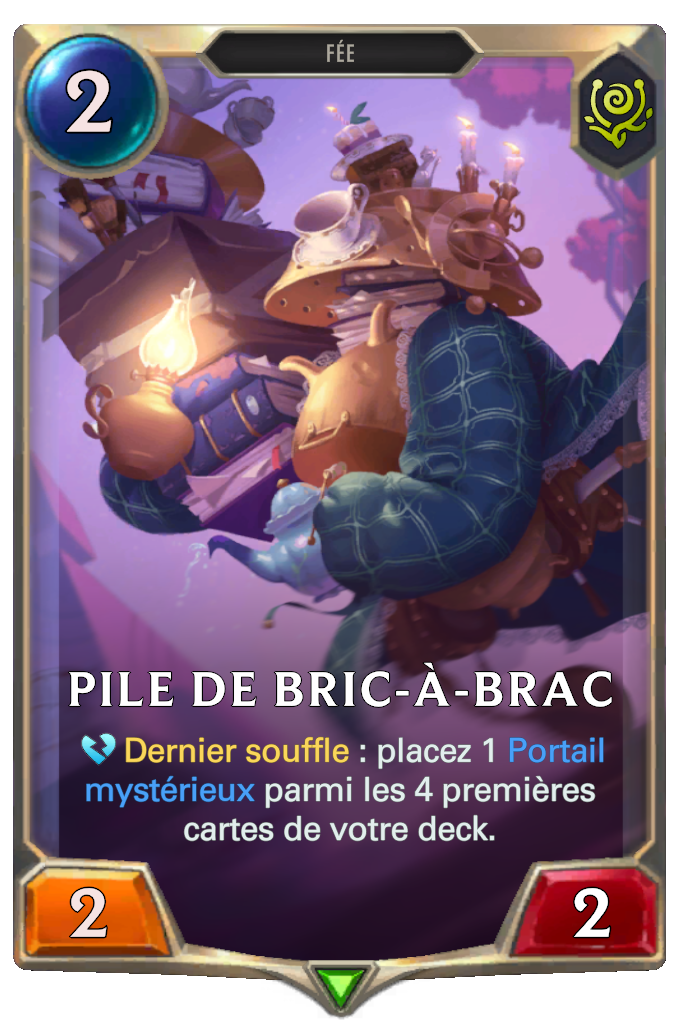 FÉE
2
PILE DE BRIC-À-BRAC
Dernier souffle : placez 1 Portail
mystérieux parmi les 4 premières
cartes de votre deck.
2
2